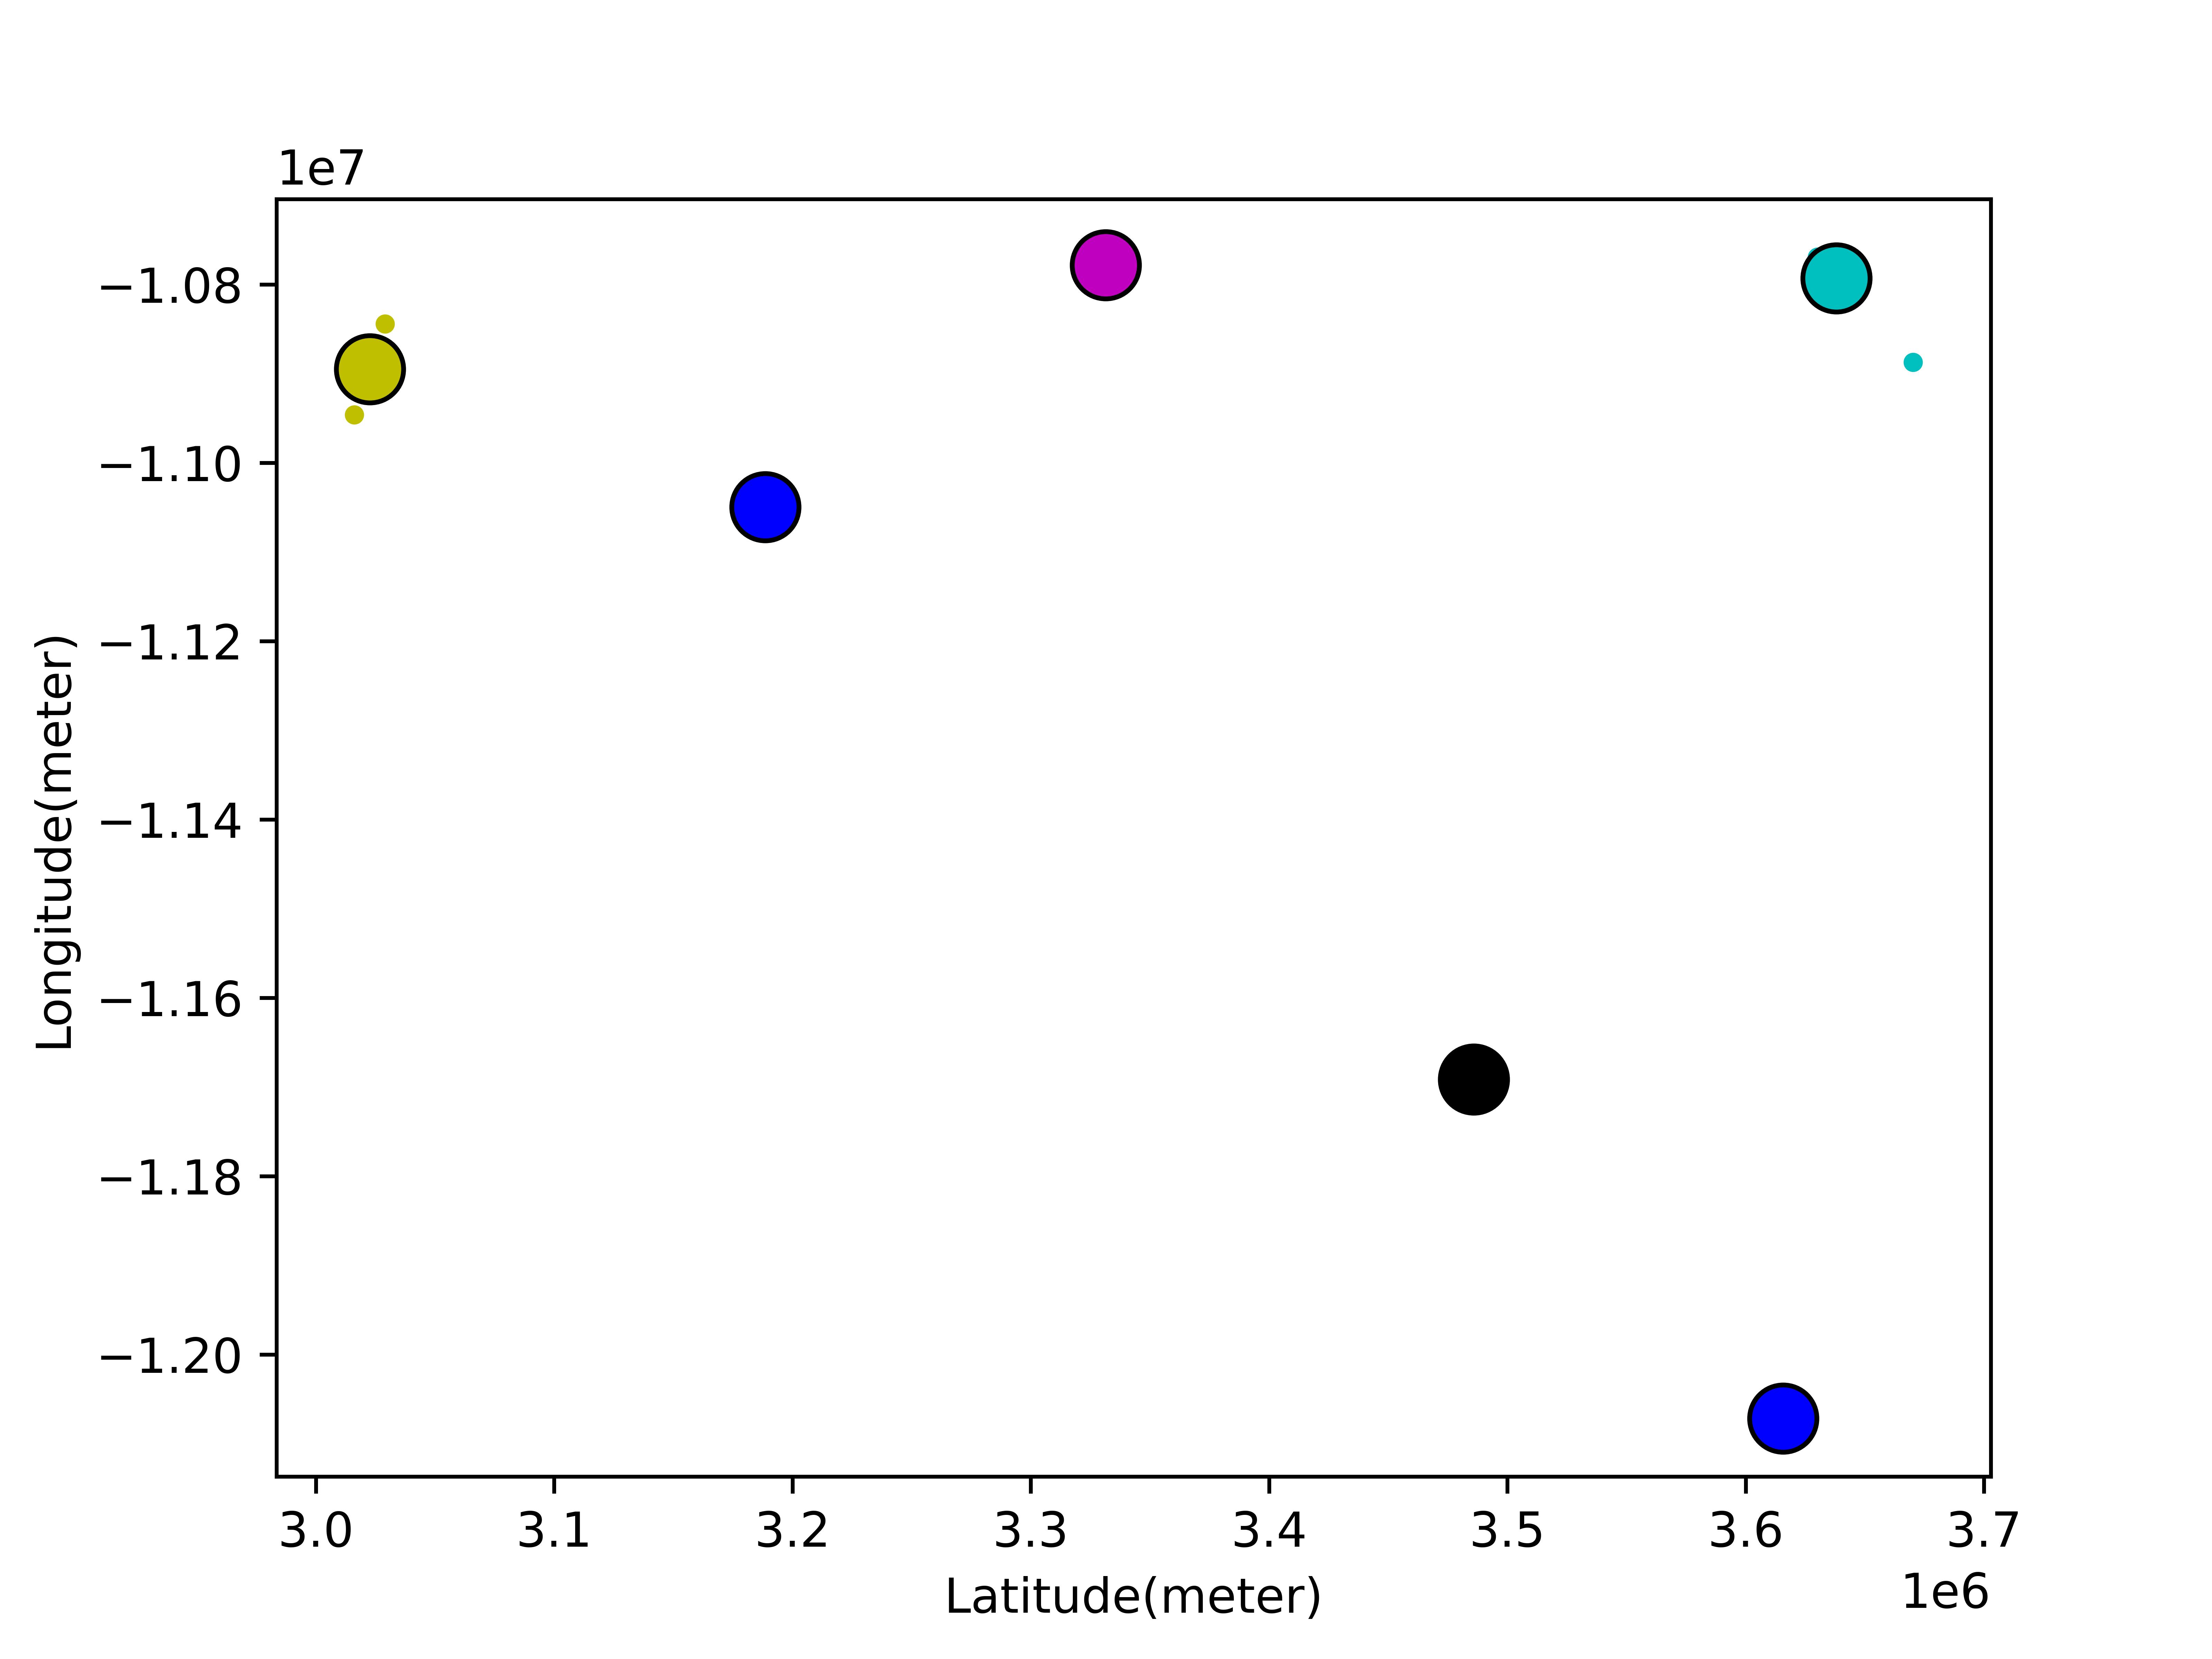 1e7
−1.08
−1.10
−1.12
−1.14
−1.16
−1.18
−1.20
Longitude(meter)
3.0 3.1 3.2 3.3 3.4 3.5 3.6 3.7
Latitude(meter)
1e6